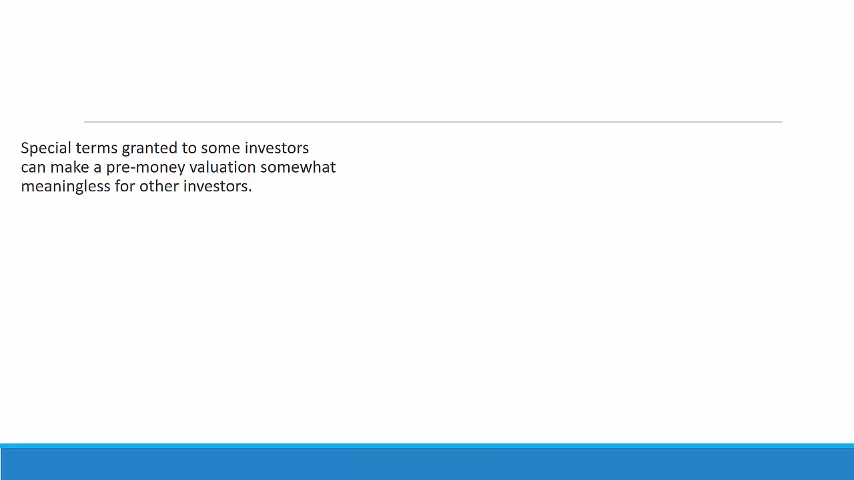 Special terms granted to some investors
can make a pre-money valuation somewhat
meaningless for other investors.